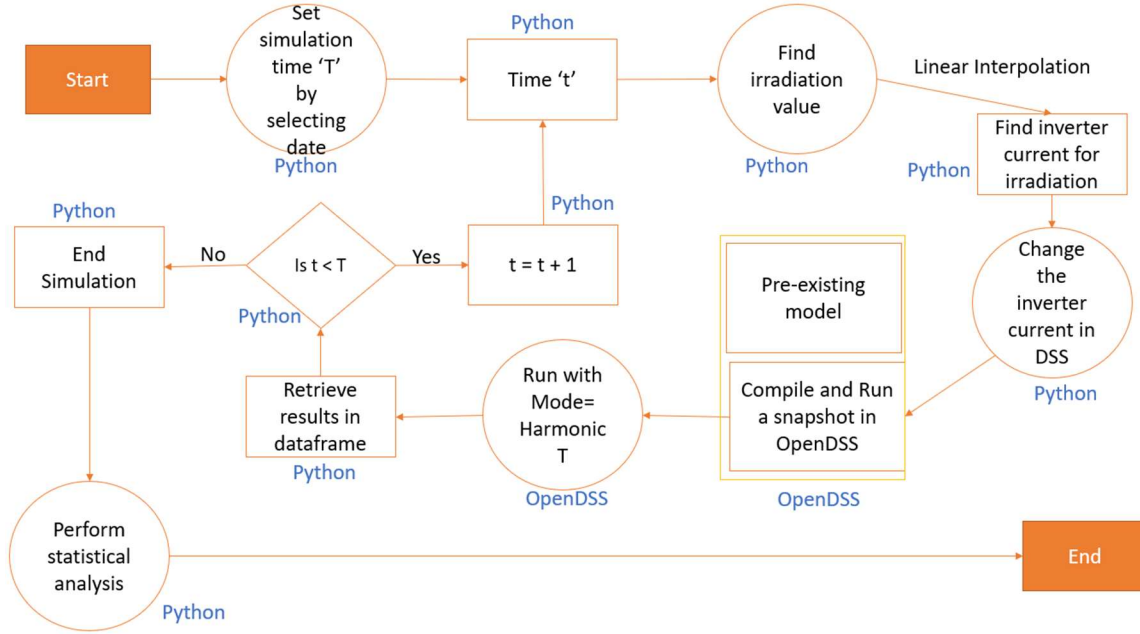 Start
Set
simulation
time ‘T’
by
selecting
date
Python
Python
Time ‘t’
Find
irradiation
value
Python
Linear Interpolation
Find inverter
current for
irradiation
Python
Change
the
inverter
current in
DSS
Python
Pre-existing
model
Compile and Run
a snapshot in
OpenDSS
OpenDSS
Run with
Mode=
Harmonic
T
OpenDSS
Retrieve
results in
dataframe
Python
Is t < T
Python
Yes
t = t + 1
Python
No
Python
End
Simulation
Perform
statistical
analysis
Python
End